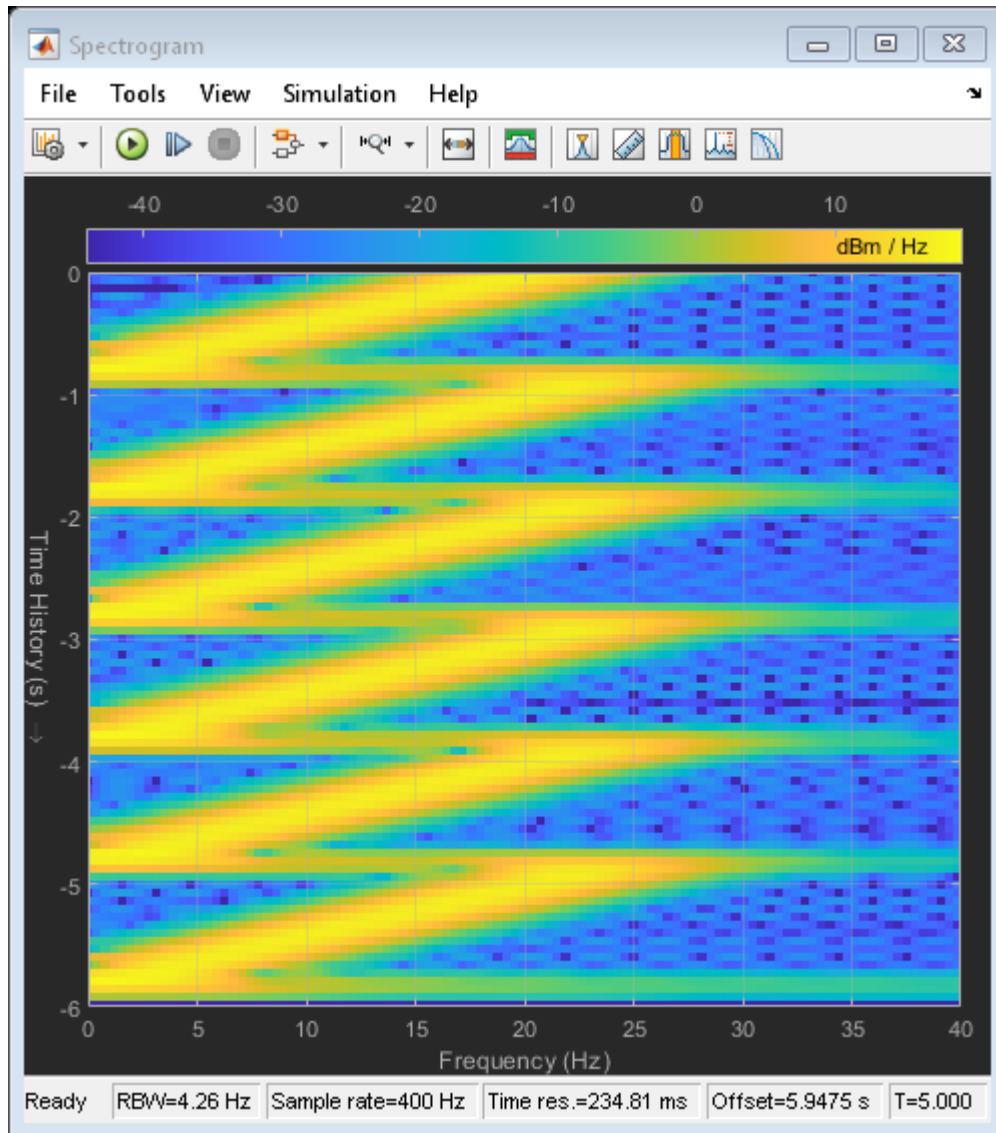 Spectrogram
File Tools View Simulation Help
-40 -30 -20 -10 0 10
dBm / Hz
0
-1
-2
-3
-4
-5
-6
Time History (s) →
0 5 10 15 20 25 30 35 40
Frequency (Hz)
Ready RBW=4.26 Hz Sample rate=400 Hz Time res.=234.81 ms Offset=5.9475 s T=5.000